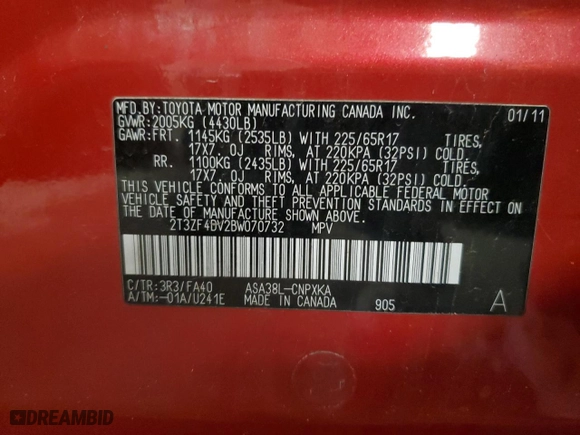 MFD.BY:TOYOTA MOTOR MANUFACTURING CANADA INC. 01/11
GVWR:2005KG (4430LB)
GAWR:FRT. 1145KG (2535LB) WITH 225/65R17 TIRES,
17X7.0J RIMS, AT 220KPA (32PSI) COLD.
RR. 1100KG (2435LB) WITH 225/65R17 TIRES,
17X7.0J RIMS, AT 220KPA (32PSI) COLD.
THIS VEHICLE CONFORMS TO ALL APPLICABLE FEDERAL MOTOR
VEHICLE SAFETY AND THEFT PREVENTION STANDARDS IN EFFECT ON
THE DATE OF MANUFACTURE SHOWN ABOVE.
2T3ZF4BV2BW070732 MPV
C/TR:3R3/FA40 ASA38L-CNPXKA
A/TM:-01A/U241E MADE IN CANADA 905 A
DREAMBID